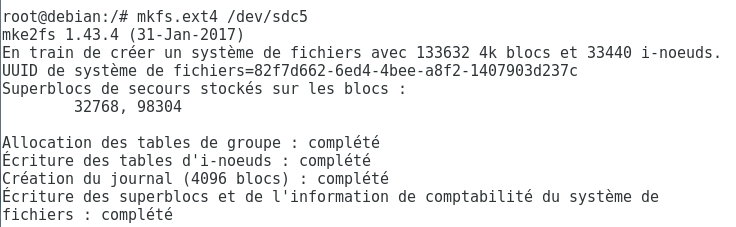 root@debian:/# mkfs.ext4 /dev/sdc5
mke2fs 1.43.4 (31-Jan-2017)
En train de créer un système de fichiers avec 133632 4k blocs et 33440 i-noeuds.
UUID de système de fichiers=82f7d662-6ed4-4bee-a8f2-1407903d237c
Superblocs de secours stockés sur les blocs :
        32768, 98304
Allocation des tables de groupe : complété
Écriture des tables d'i-noeuds : complété
Création du journal (4096 blocs) : complété
Écriture des superblocs et de l'information de comptabilité du système de
fichiers : complété